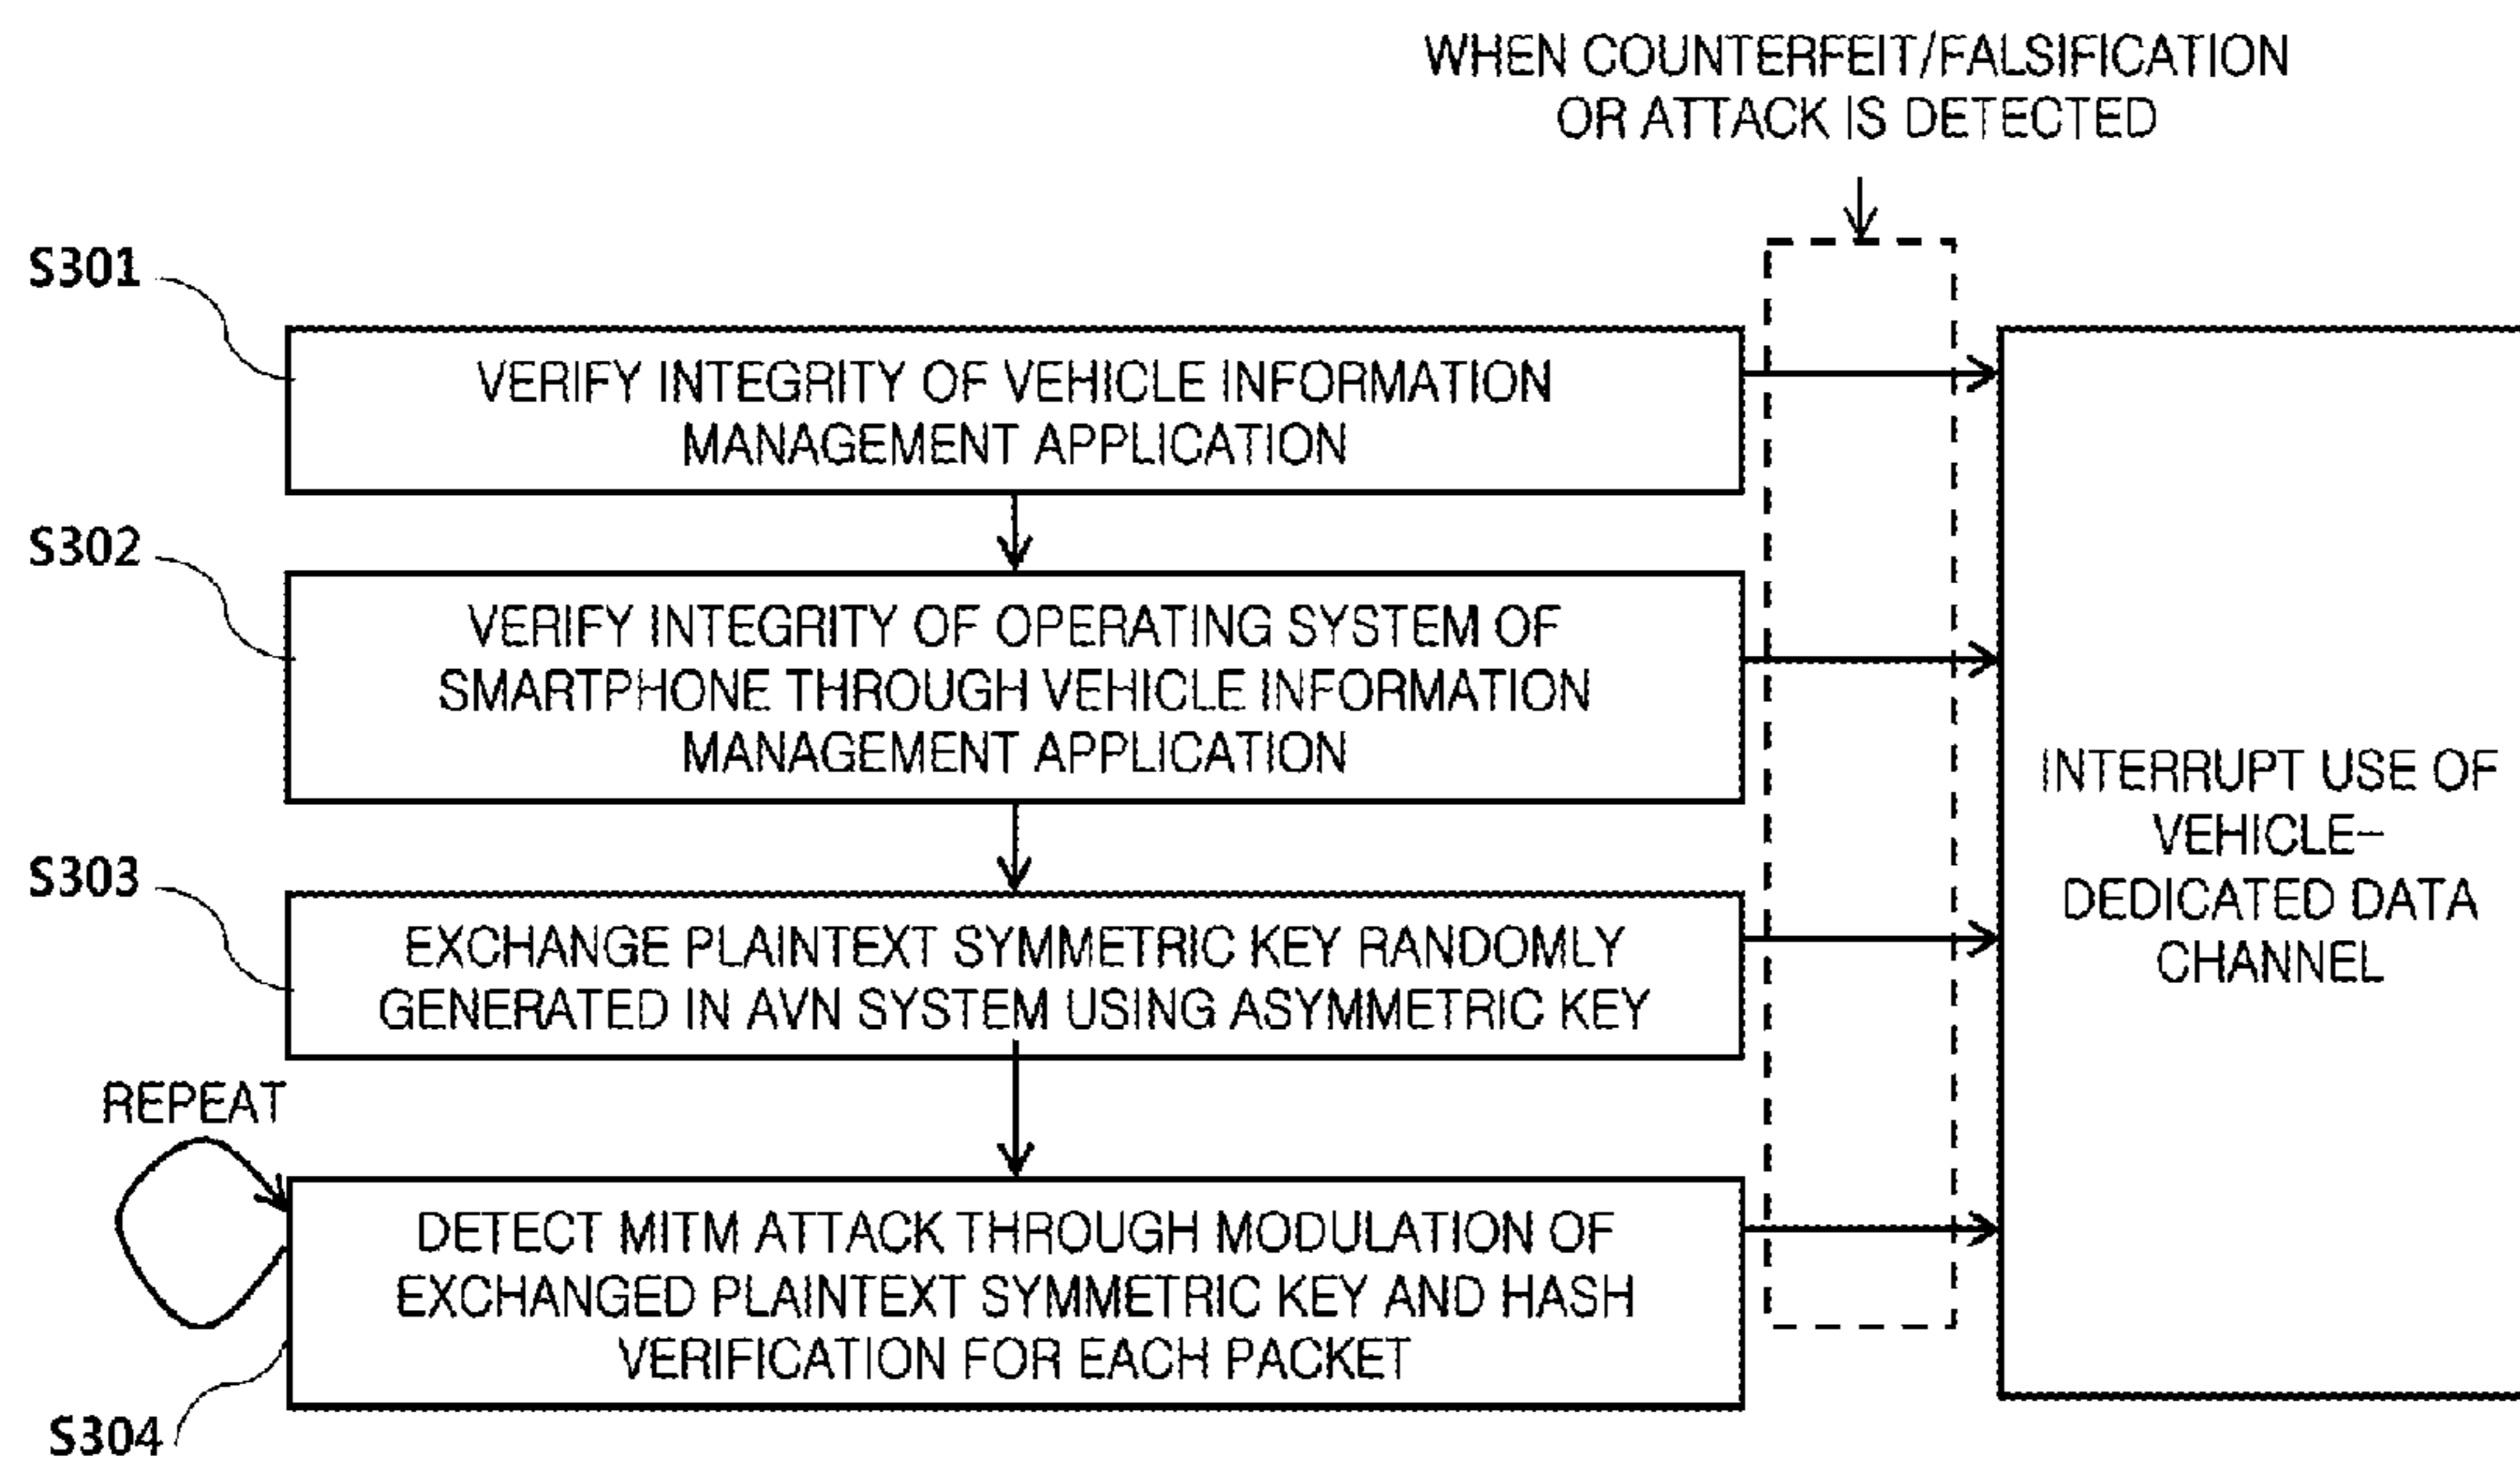 WHEN COUNTERFEIT/FALSIFICATION
OR ATTACK IS DETECTED
S301
VERIFY INTEGRITY OF VEHICLE INFORMATION
MANAGEMENT APPLICATION
S302
VERIFY INTEGRITY OF OPERATING SYSTEM OF
SMARTPHONE THROUGH VEHICLE INFORMATION
MANAGEMENT APPLICATION
S303
EXCHANGE PLAINTEXT SYMMETRIC KEY RANDOMLY
GENERATED IN AVN SYSTEM USING ASYMMETRIC KEY
REPEAT
DETECT MITM ATTACK THROUGH MODULATION OF
EXCHANGED PLAINTEXT SYMMETRIC KEY AND HASH
VERIFICATION FOR EACH PACKET
S304
INTERRUPT USE OF
VEHICLE-
DEDICATED DATA
CHANNEL